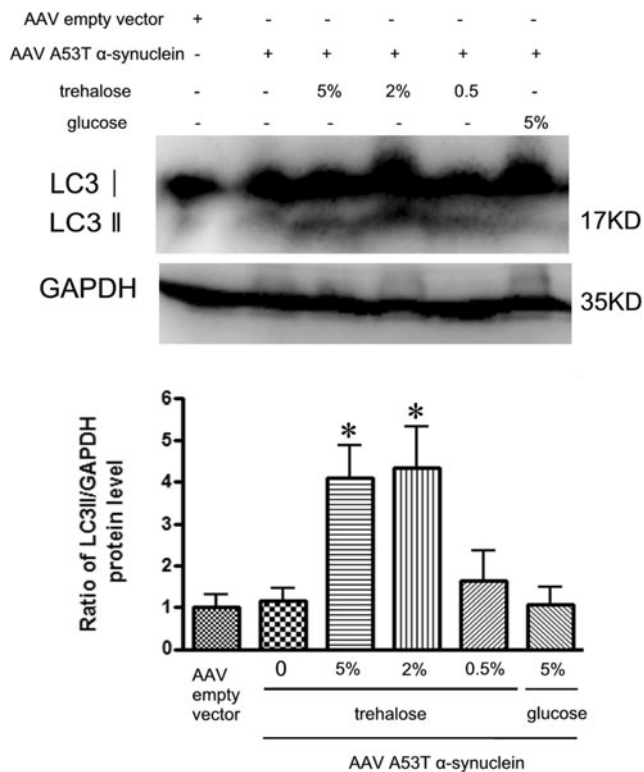 AAV empty vector + - - - - -
AAV A53T α-synuclein - + + + + +
trehalose - - 5% 2% 0.5 -
glucose - - - - - 5%
LC3 Ⅰ
LC3 Ⅱ 17KD
GAPDH 35KD
Ratio of LC3II/GAPDH
protein level
6
5
4
3
2
1
0
* *
AAV
empty
vector
0 5% 2% 0.5% 5%
trehalose glucose
AAV A53T α-synuclein